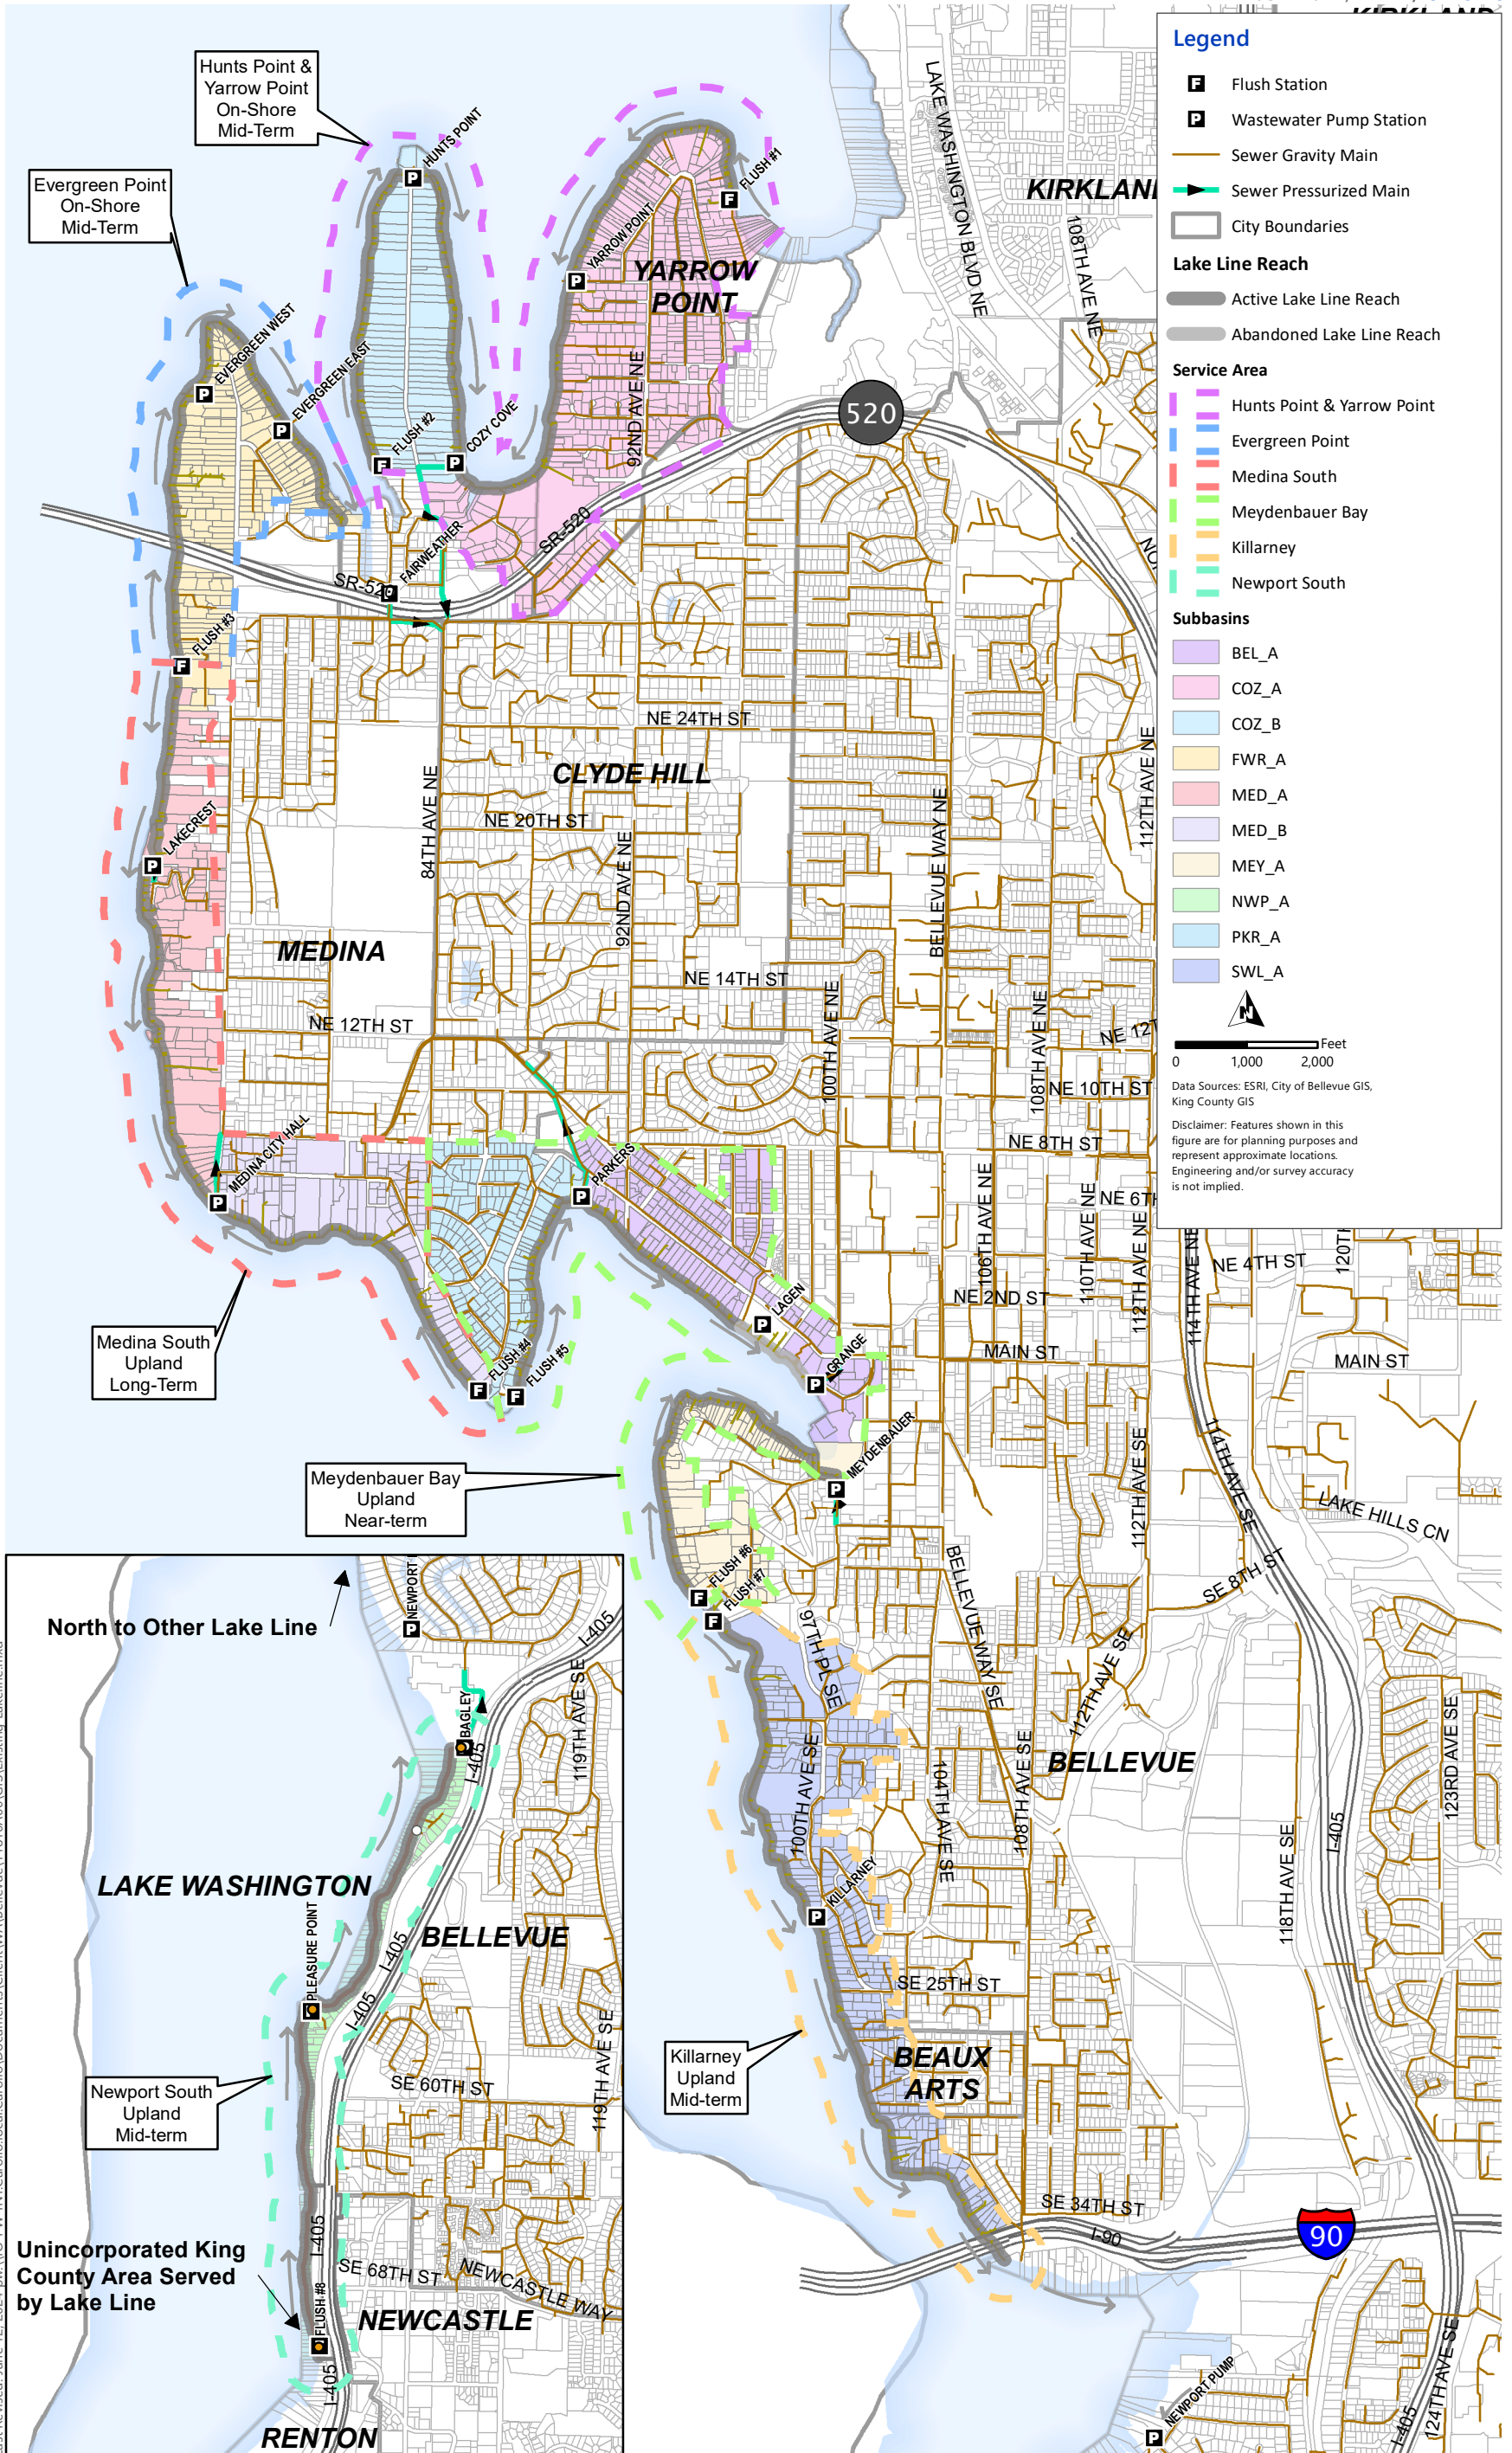 Hunts Point &
Yarrow Point
On-Shore
Mid-Term
Evergreen Point
On-Shore
Mid-Term
HUNTS POINT
FLUSH #1
YARROW POINT
YARROW
POINT
EVERGREEN WEST
EVERGREEN EAST
FLUSH #2
COZY COVE
92ND AVE NE
520
LAKE WASHINGTON BLVD NE
108TH AVE NE
SR-520
SR-520
FAIRWEATHER
FLUSH #3
NE 24TH ST
CLYDE HILL
84TH AVE NE
NE 20TH ST
92ND AVE NE
BELLEVUE WAY NE
112TH AVE NE
LAKECREST
MEDINA
NE 14TH ST
NE 12TH ST
100TH AVE NE
108TH AVE NE
NE 10TH ST
NE 8TH ST
MEDINA CITY HALL
PARKERS
106TH AVE NE
110TH AVE NE
112TH AVE NE
114TH AVE NE
NE 4TH ST
NE 2ND ST
LAGEN
GRANGE
MAIN ST
MAIN ST
Medina South
Upland
Long-Term
FLUSH #4
FLUSH #5
MEYDENBAUER
Meydenbauer Bay
Upland
Near-term
112TH AVE SE
114TH AVE SE
LAKE HILLS CN
SE 8TH ST
FLUSH #6
FLUSH #7
97TH PL SE
BELLEVUE WAY SE
112TH AVE SE
BELLEVUE
100TH AVE SE
104TH AVE SE
108TH AVE SE
118TH AVE SE
I-405
123RD AVE SE
KILLARNEY
SE 25TH ST
BEAUX
ARTS
Killarney
Upland
Mid-term
SE 34TH ST
I-90
90
NEWPORT PUMP
I-405
124TH AVE SE
North to Other Lake Line
NEWPORT
I-405
119TH AVE SE
BAGLEY
I-405
LAKE WASHINGTON
BELLEVUE
PLEASURE POINT
I-405
I-405
Newport South
Upland
Mid-term
SE 60TH ST
119TH AVE SE
Unincorporated King
County Area Served
by Lake Line
I-405
SE 68TH ST
NEWCASTLE WAY
NEWCASTLE
FLUSH #8
I-405
RENTON
Legend
F Flush Station
P Wastewater Pump Station
Sewer Gravity Main
Sewer Pressurized Main
City Boundaries
Lake Line Reach
Active Lake Line Reach
Abandoned Lake Line Reach
Service Area
Hunts Point & Yarrow Point
Evergreen Point
Medina South
Meydenbauer Bay
Killarney
Newport South
Subbasins
BEL_A
COZ_A
COZ_B
FWR_A
MED_A
MED_B
MEY_A
NWP_A
PKR_A
SWL_A
N
Feet
0 1,000 2,000
Data Sources: ESRI, City of Bellevue GIS,
King County GIS
Disclaimer: Features shown in this
figure are for planning purposes and
represent approximate locations.
Engineering and/or survey accuracy
is not implied.